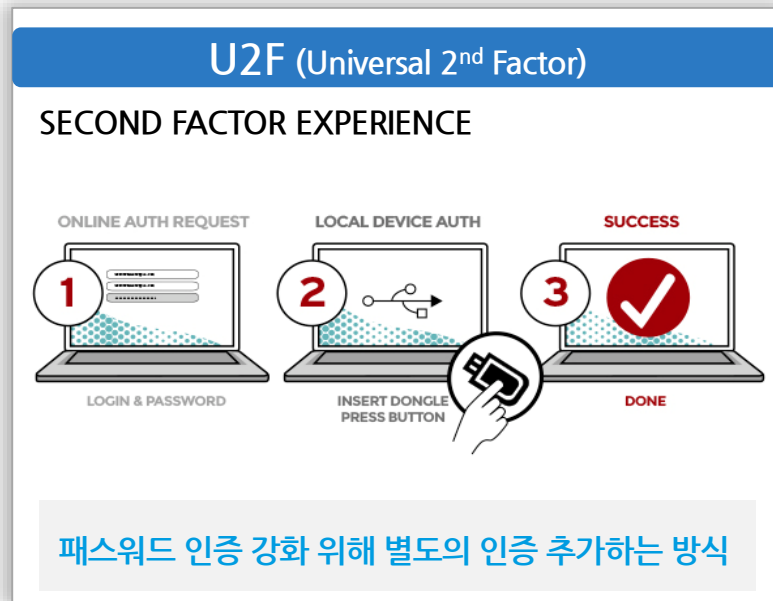 U2F (Universal 2nd Factor)
SECOND FACTOR EXPERIENCE
ONLINE AUTH REQUEST
LOCAL DEVICE AUTH
SUCCESS
1
2
3
LOGIN & PASSWORD
INSERT DONGLE
PRESS BUTTON
DONE
패스워드 인증 강화 위해 별도의 인증 추가하는 방식